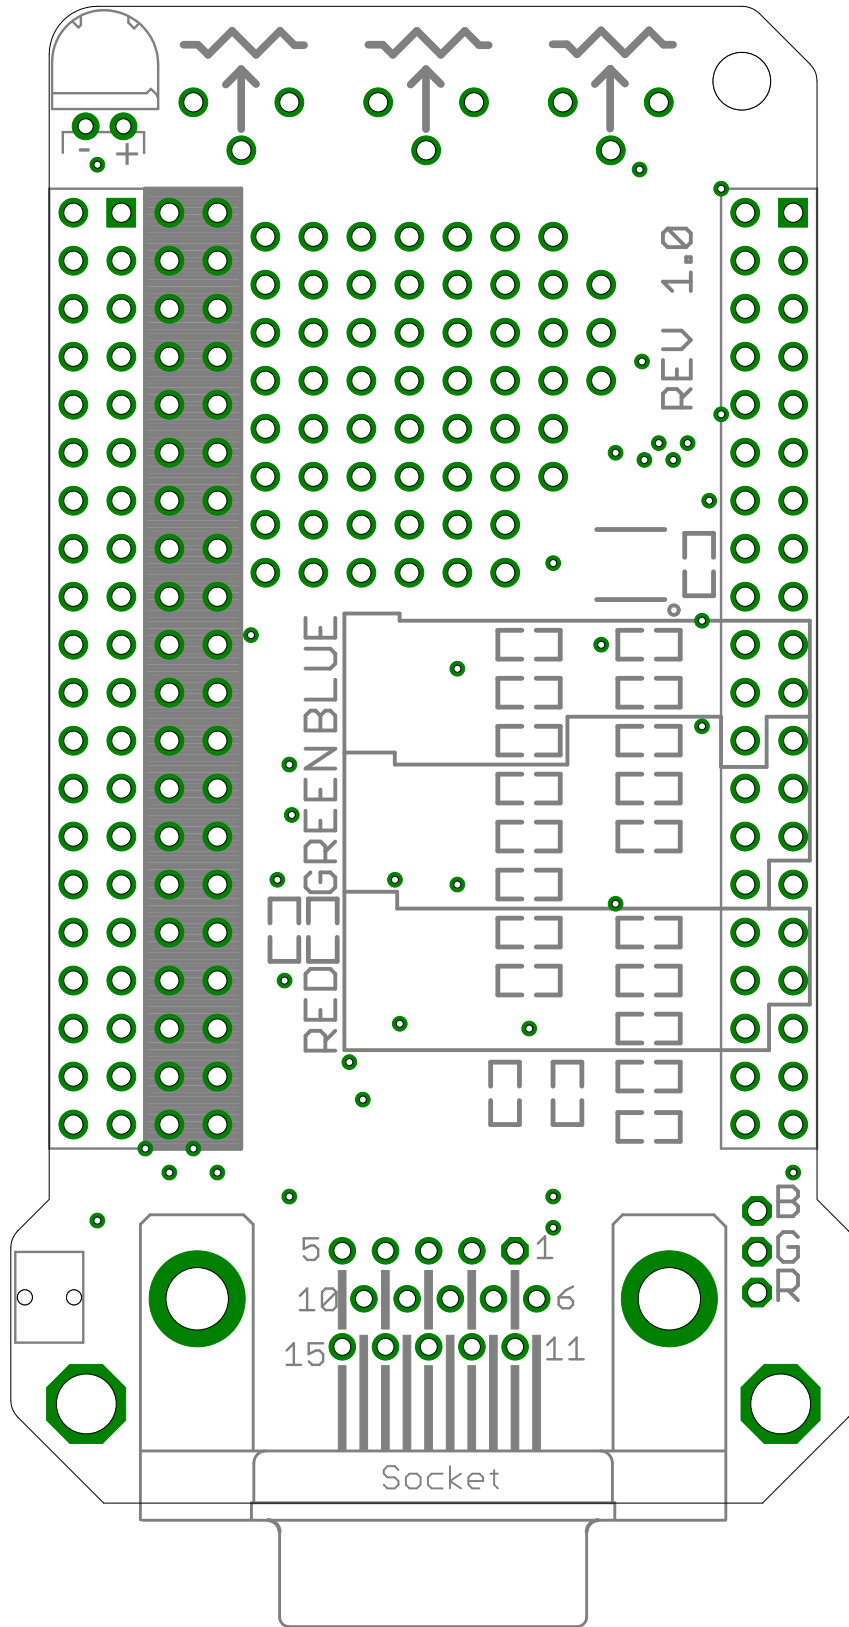 - +
REV 1.0
BLUE
GREEN
RED
B
G
R
5 1
10 6
15 11
Socket